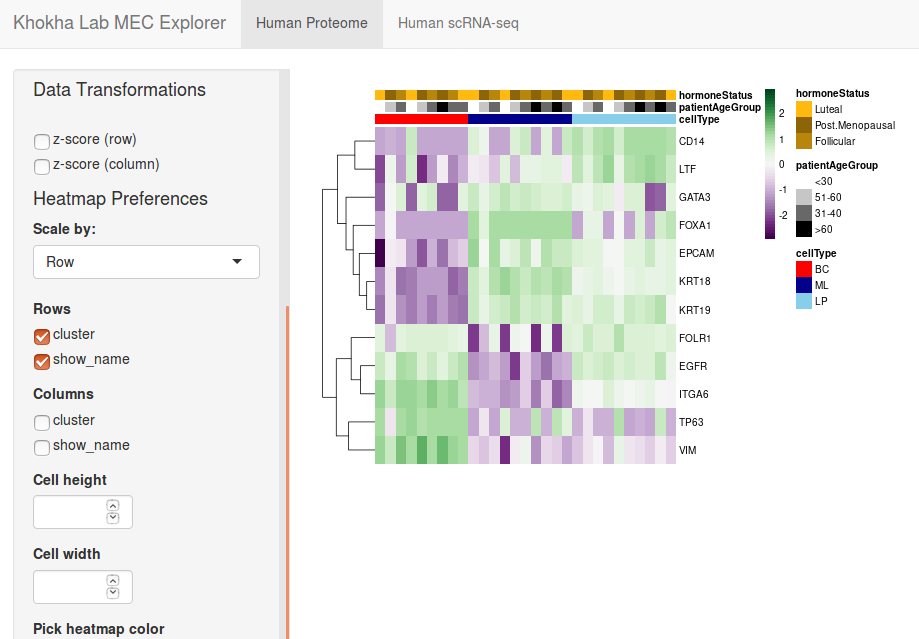 Khokha Lab MEC Explorer
Human Proteome
Human scRNA-seq
Data Transformations
z-score (row)
z-score (column)
Heatmap Preferences
Scale by:
Row
Rows
cluster
show_name
Columns
cluster
show_name
Cell height
Cell width
Pick heatmap color
hormoneStatus
patientAgeGroup
cellType
CD14
LTF
GATA3
FOXA1
EPCAM
KRT18
KRT19
FOLR1
EGFR
ITGA6
TP63
VIM
2
1
0
-1
-2
hormoneStatus
Luteal
Post.Menopausal
Follicular
patientAgeGroup
<30
51-60
31-40
>60
cellType
BC
ML
LP